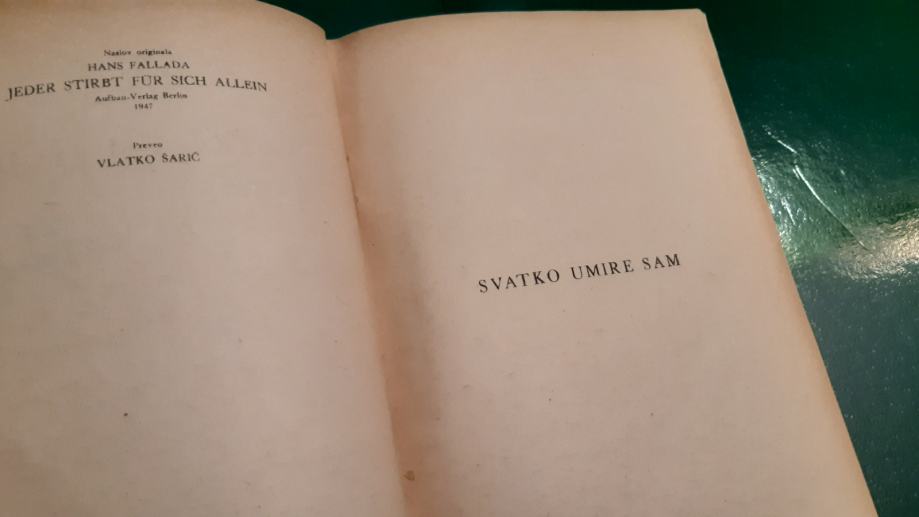 Naslov originala
HANS FALLADA
JEDER STIRBT FÜR SICH ALLEIN
Aufbau-Verlag Berlin
1947
Preveo
VLATKO ŠARIĆ
SVATKO UMIRE SAM